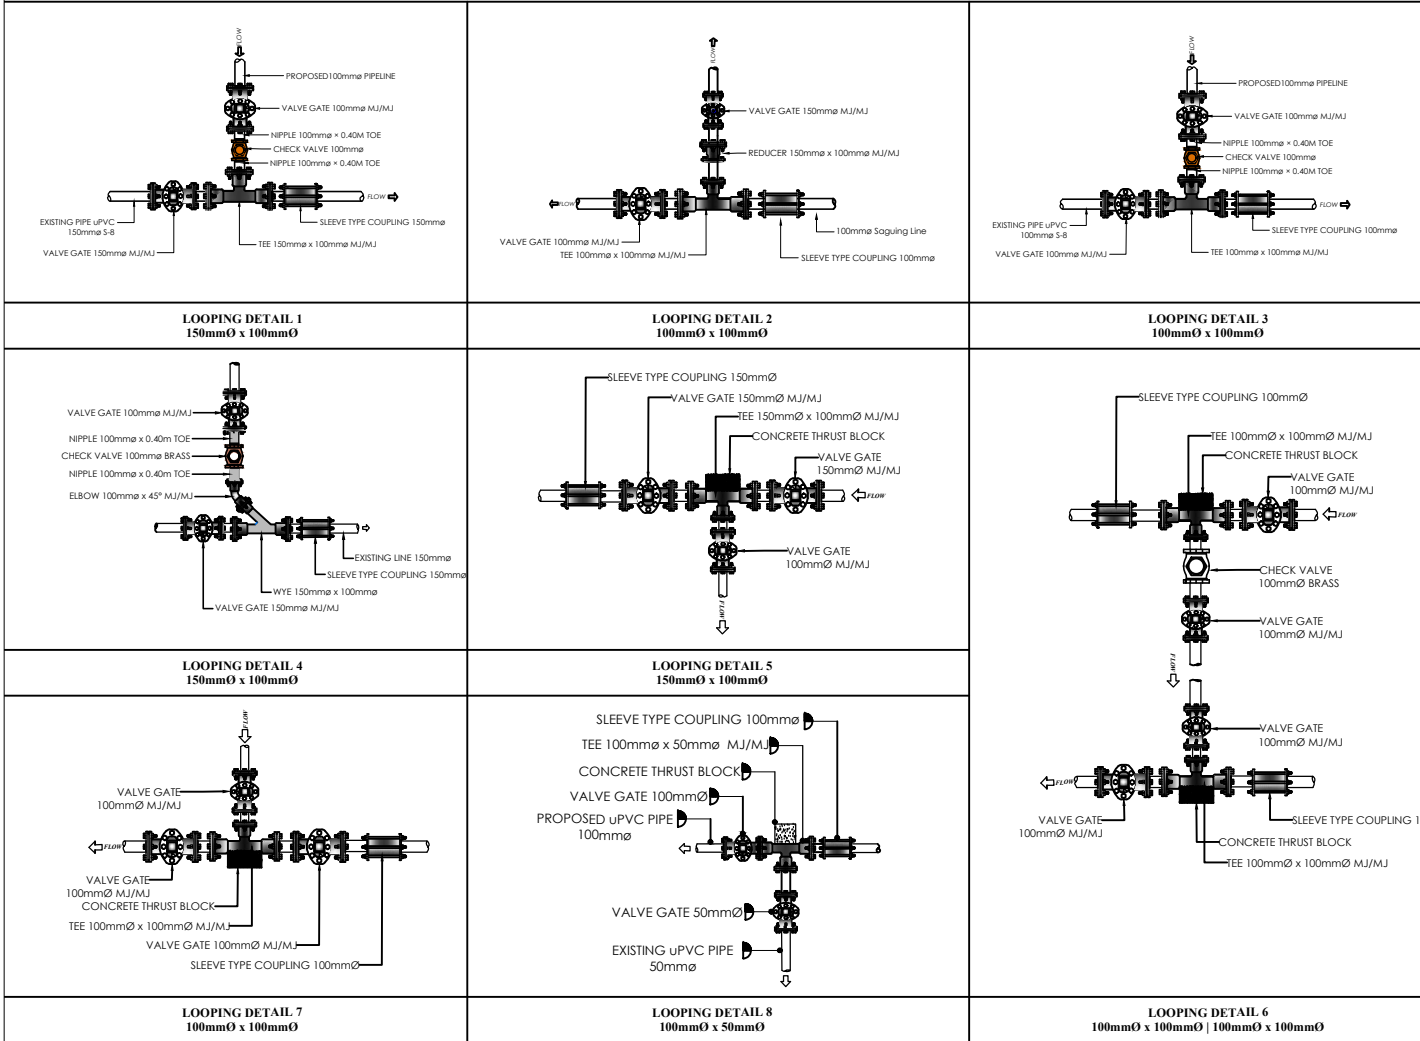 FLOW
PROPOSED100mmø PIPELINE
VALVE GATE 100mmø MJ/MJ
NIPPLE 100mmø × 0.40M TOE
CHECK VALVE 100mmø
NIPPLE 100mmø × 0.40M TOE
FLOW
EXISTING PIPE uPVC
150mmø S-8
SLEEVE TYPE COUPLING 150mmø
TEE 150mmø x 100mmø MJ/MJ
VALVE GATE 150mmø MJ/MJ
LOOPING DETAIL 1
150mmØ x 100mmØ
FLOW
VALVE GATE 150mmø MJ/MJ
REDUCER 150mmø x 100mmø MJ/MJ
FLOW
100mmø Saguing Line
VALVE GATE 100mmø MJ/MJ
TEE 100mmø x 100mmø MJ/MJ
SLEEVE TYPE COUPLING 100mmø
LOOPING DETAIL 2
100mmØ x 100mmØ
FLOW
PROPOSED100mmø PIPELINE
VALVE GATE 100mmø MJ/MJ
NIPPLE 100mmø × 0.40M TOE
CHECK VALVE 100mmø
NIPPLE 100mmø × 0.40M TOE
FLOW
EXISTING PIPE uPVC
100mmø S-8
SLEEVE TYPE COUPLING 100mmø
VALVE GATE 100mmø MJ/MJ
TEE 100mmø x 100mmø MJ/MJ
LOOPING DETAIL 3
100mmØ x 100mmØ
VALVE GATE 100mmø MJ/MJ
NIPPLE 100mmø x 0.40m TOE
CHECK VALVE 100mmø BRASS
NIPPLE 100mmø x 0.40m TOE
ELBOW 100mmø x 45° MJ/MJ
EXISTING LINE 150mmø
SLEEVE TYPE COUPLING 150mmø
WYE 150mmø x 100mmø
VALVE GATE 150mmø MJ/MJ
LOOPING DETAIL 4
150mmØ x 100mmØ
SLEEVE TYPE COUPLING 150mmØ
VALVE GATE 150mmØ MJ/MJ
TEE 150mmØ x 100mmØ MJ/MJ
CONCRETE THRUST BLOCK
VALVE GATE
150mmØ MJ/MJ
FLOW
VALVE GATE
100mmØ MJ/MJ
FLOW
LOOPING DETAIL 5
150mmØ x 100mmØ
SLEEVE TYPE COUPLING 100mmØ
TEE 100mmØ x 100mmØ MJ/MJ
CONCRETE THRUST BLOCK
VALVE GATE
100mmØ MJ/MJ
FLOW
CHECK VALVE
100mmØ BRASS
VALVE GATE
100mmØ MJ/MJ
FLOW
VALVE GATE
100mmØ MJ/MJ
FLOW
VALVE GATE
100mmØ MJ/MJ
SLEEVE TYPE COUPLING 1
CONCRETE THRUST BLOCK
TEE 100mmØ x 100mmØ MJ/MJ
LOOPING DETAIL 6
100mmØ x 100mmØ | 100mmØ x 100mmØ
FLOW
VALVE GATE
100mmØ MJ/MJ
FLOW
VALVE GATE
100mmØ MJ/MJ
CONCRETE THRUST BLOCK
TEE 100mmØ x 100mmØ MJ/MJ
VALVE GATE 100mmØ MJ/MJ
SLEEVE TYPE COUPLING 100mmØ
LOOPING DETAIL 7
100mmØ x 100mmØ
SLEEVE TYPE COUPLING 100mmø
TEE 100mmø x 50mmø MJ/MJ
CONCRETE THRUST BLOCK
VALVE GATE 100mmØ
PROPOSED uPVC PIPE
100mmø
VALVE GATE 50mmØ
EXISTING uPVC PIPE
50mmø
LOOPING DETAIL 8
100mmØ x 50mmØ